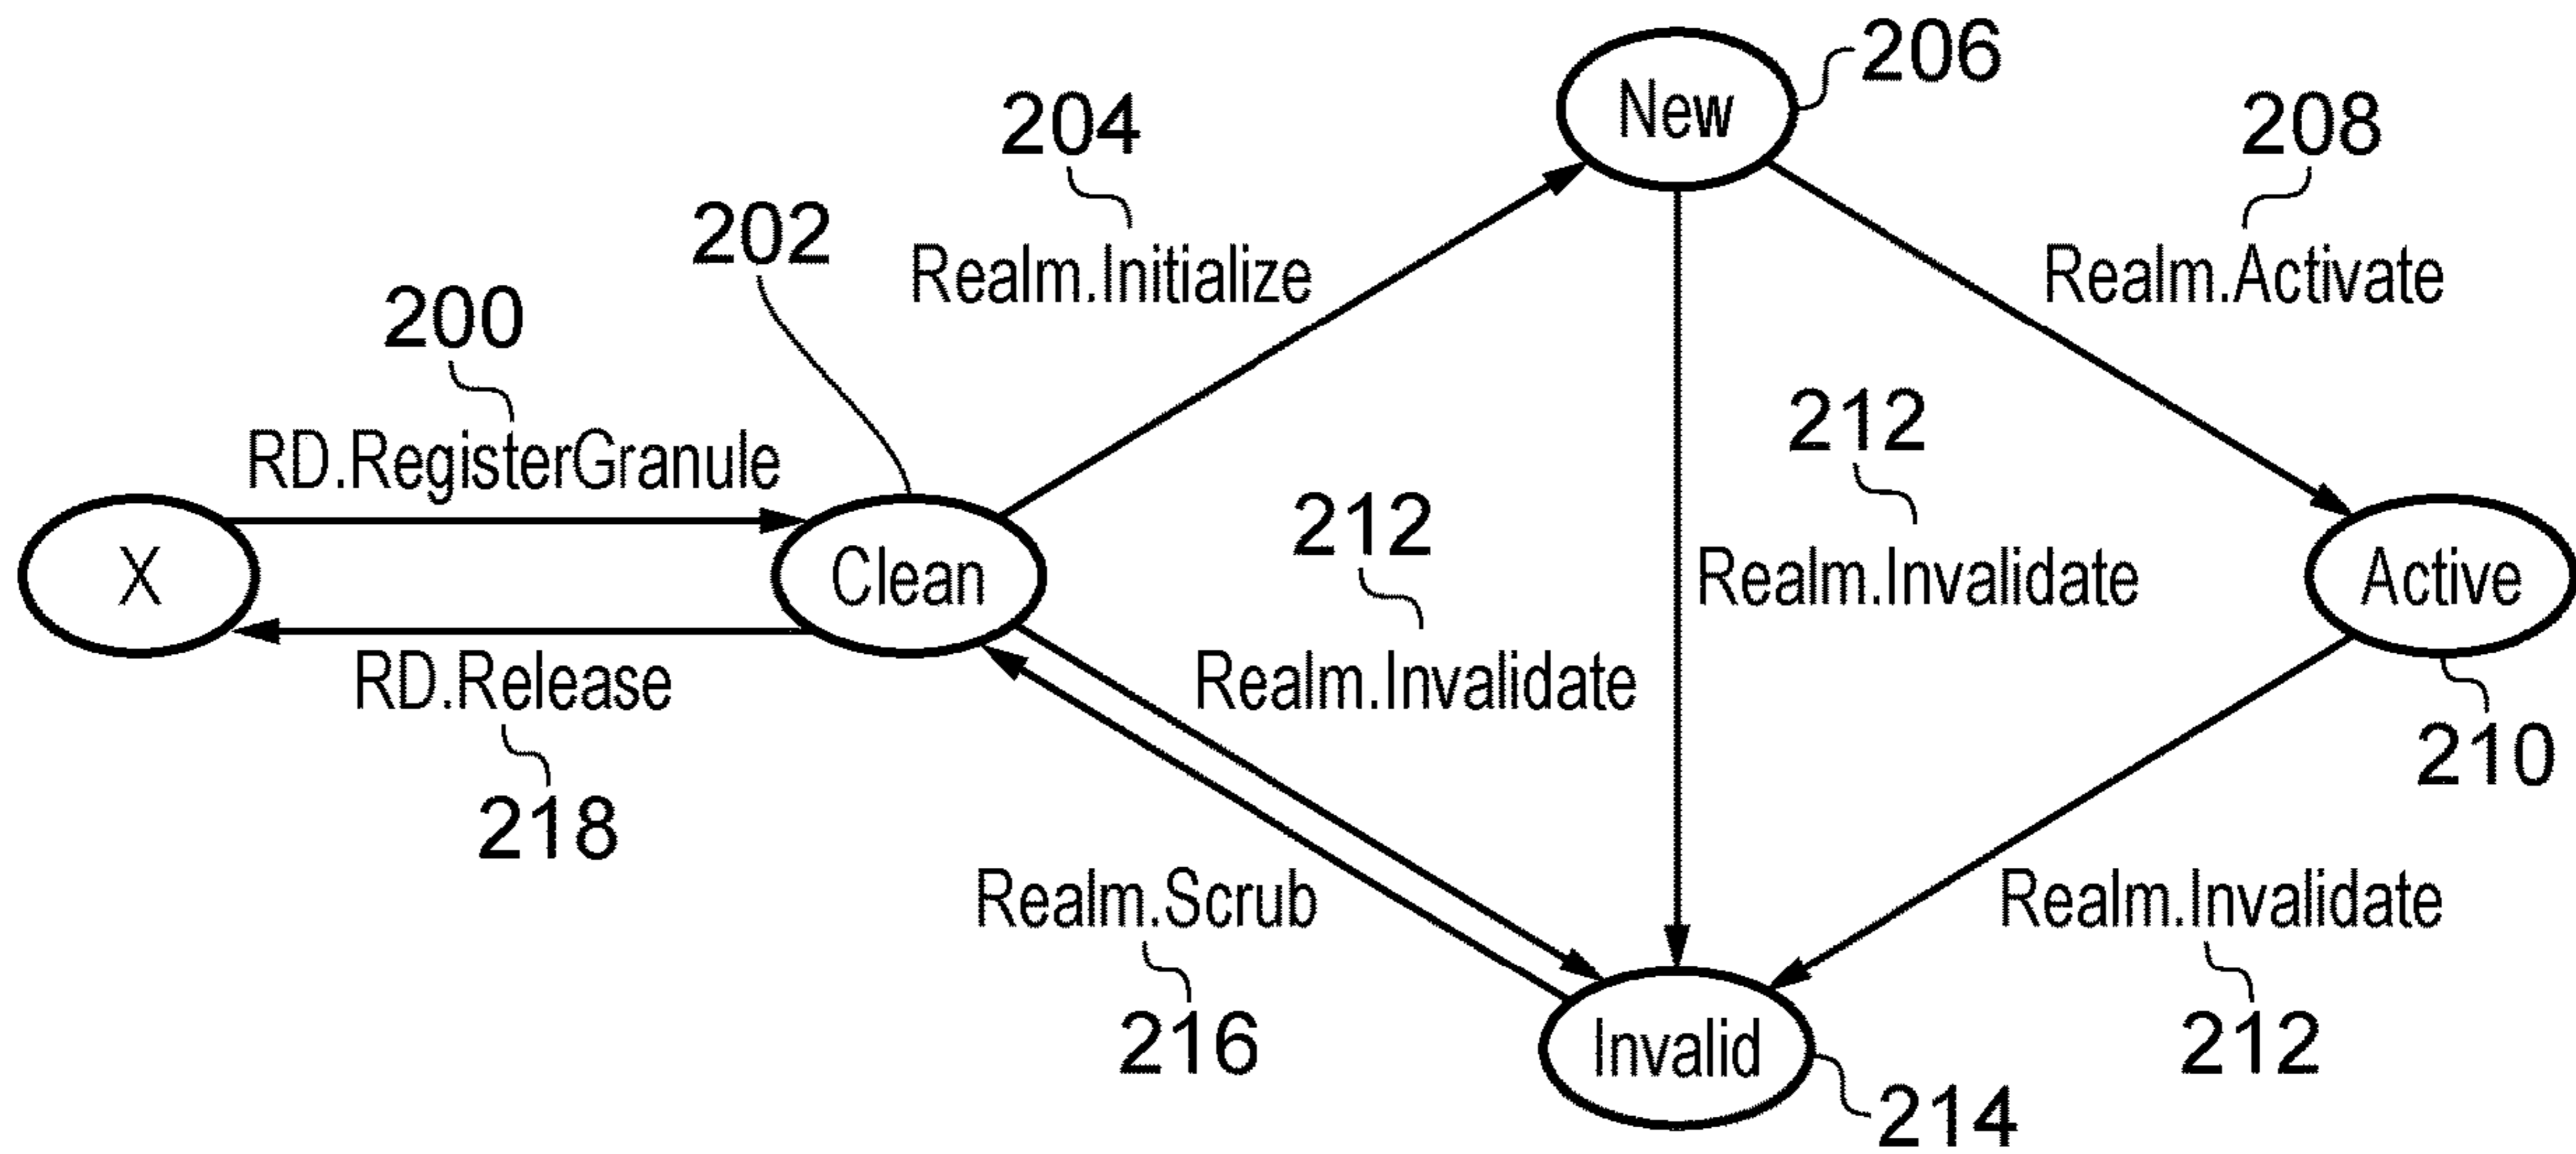 New
206
204
208
202
Realm.Initialize
Realm.Activate
200
212
RD.RegisterGranule
212
X
Clean
Realm.Invalidate
Active
RD.Release
Realm.Invalidate
210
218
Realm.Scrub
Realm.Invalidate
216
Invalid
212
214